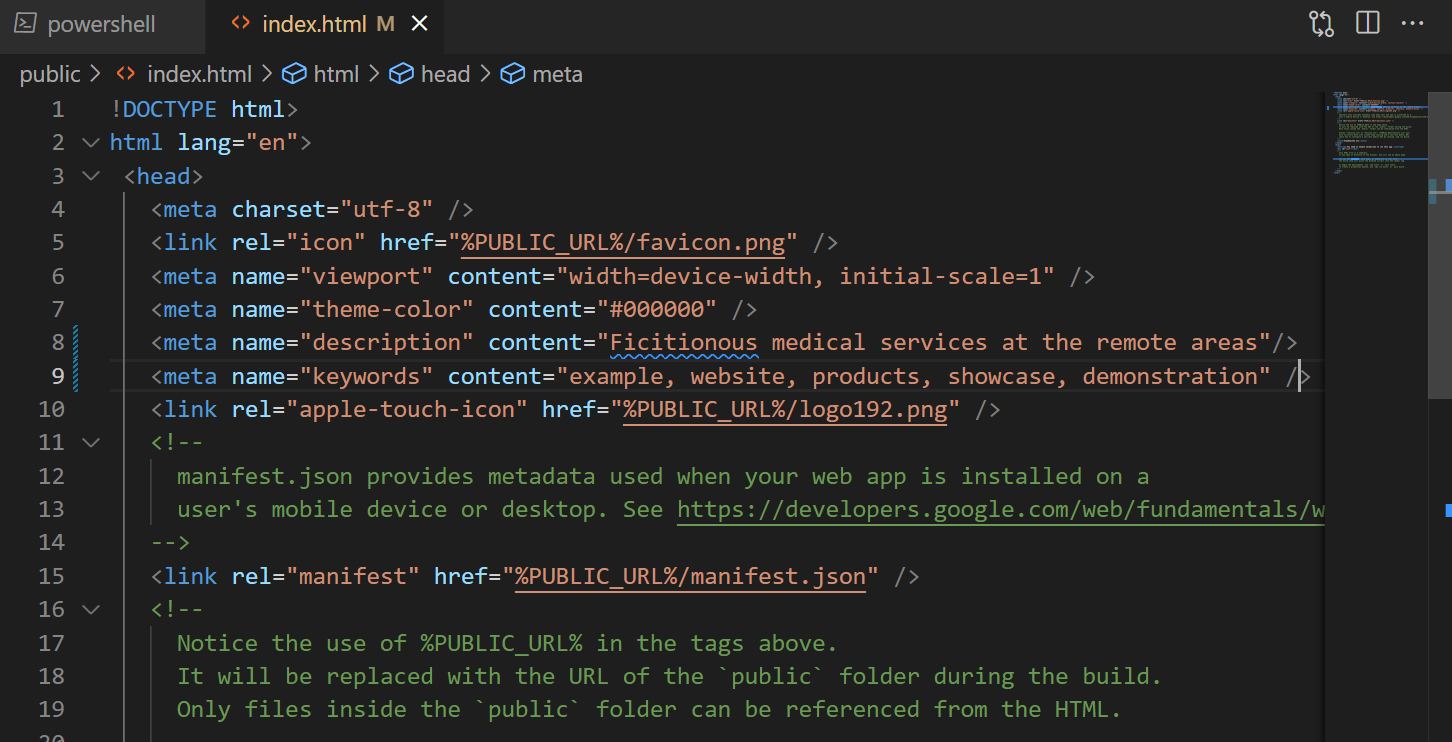 powershell index.html M
public > index.html > html > head > meta
1 !DOCTYPE html>
2 html lang="en">
3 <head>
4 <meta charset="utf-8" />
5 <link rel="icon" href="%PUBLIC_URL%/favicon.png" />
6 <meta name="viewport" content="width=device-width, initial-scale=1" />
7 <meta name="theme-color" content="#000000" />
8 <meta name="description" content="Ficitionous medical services at the remote areas"/>
9 <meta name="keywords" content="example, website, products, showcase, demonstration" />
10 <link rel="apple-touch-icon" href="%PUBLIC_URL%/logo192.png" />
11 <!--
12 manifest.json provides metadata used when your web app is installed on a
13 user's mobile device or desktop. See https://developers.google.com/web/fundamentals/w
14 -->
15 <link rel="manifest" href="%PUBLIC_URL%/manifest.json" />
16 <!--
17 Notice the use of %PUBLIC_URL% in the tags above.
18 It will be replaced with the URL of the `public` folder during the build.
19 Only files inside the `public` folder can be referenced from the HTML.
20